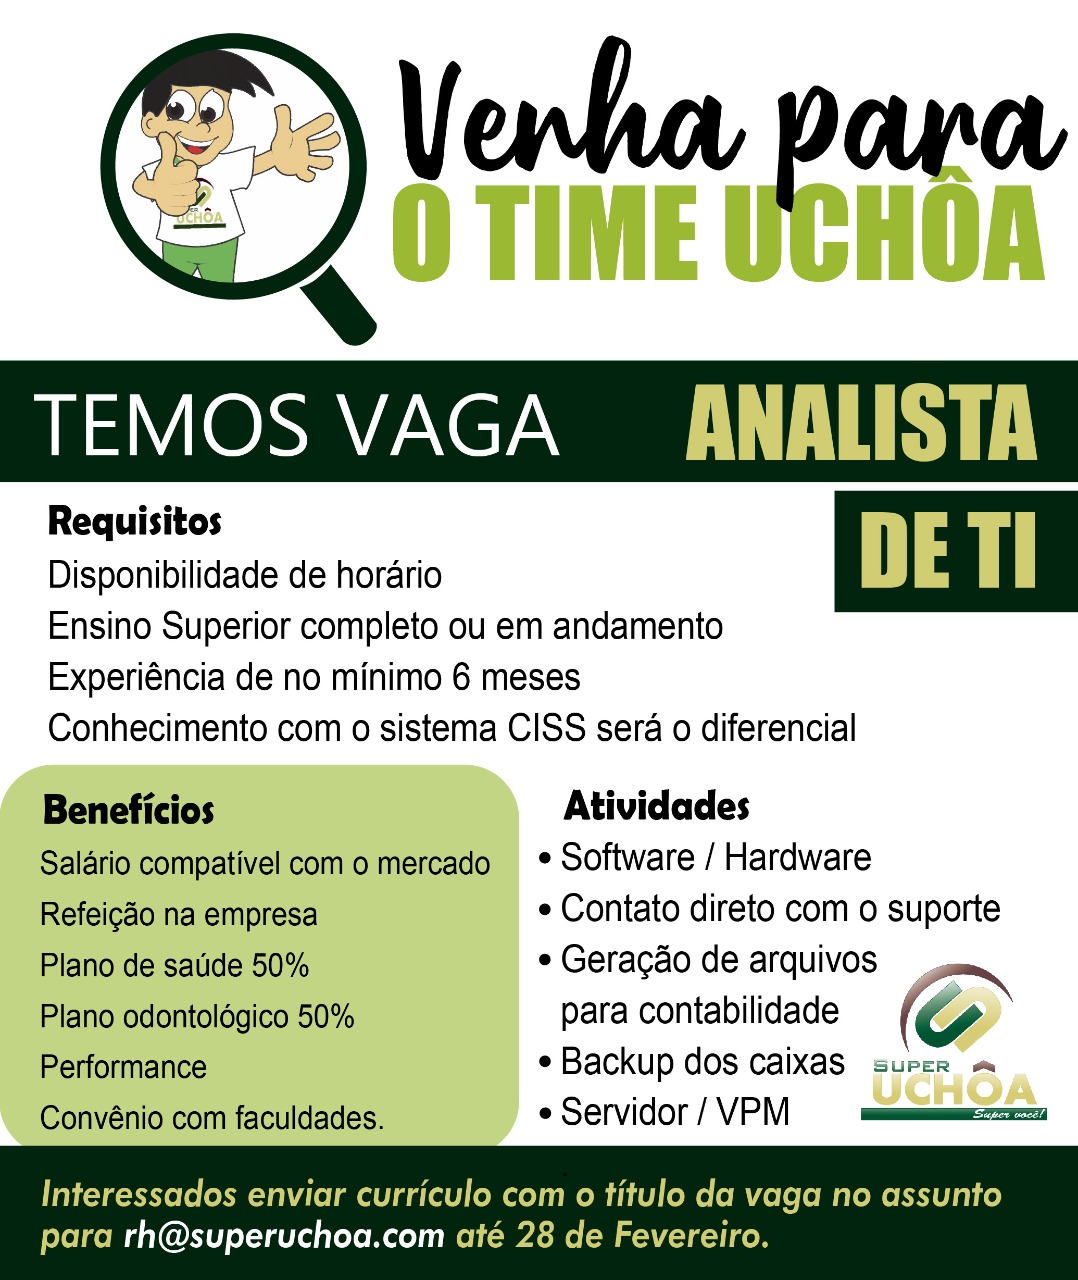 Venha para
O TIME UCHÔA
UCHÔA
TEMOS VAGA ANALISTA
DE TI
Requisitos
Disponibilidade de horário
Ensino Superior completo ou em andamento
Experiência de no mínimo 6 meses
Conhecimento com o sistema CISS será o diferencial
Benefícios
Salário compatível com o mercado
Refeição na empresa
Plano de saúde 50%
Plano odontológico 50%
Performance
Convênio com faculdades.
Atividades
• Software / Hardware
• Contato direto com o suporte
• Geração de arquivos
para contabilidade
• Backup dos caixas
• Servidor / VPM
SUPER
UCHÔA
Super você!
Interessados enviar currículo com o título da vaga no assunto
para rh@superuchoa.com até 28 de Fevereiro.